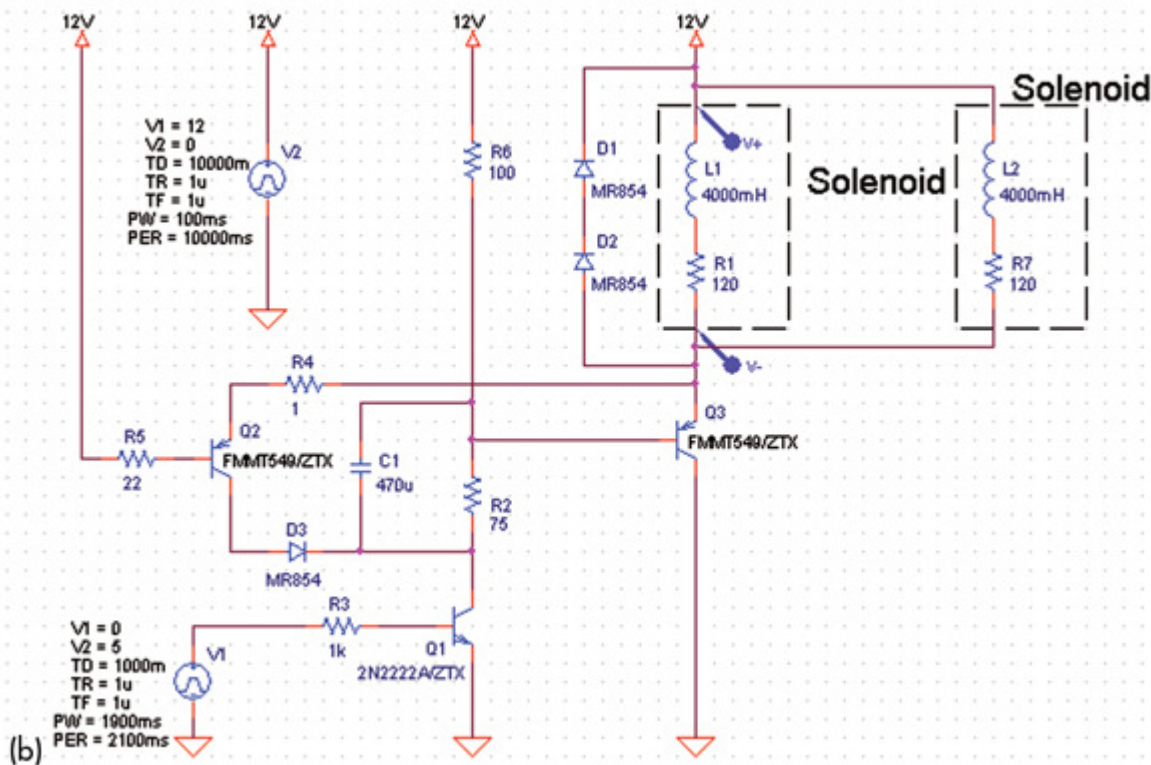 12V
12V
12V
12V
Solenoid
V1 = 12
V2 = 0
TD = 10000m
TR = 1u
TF = 1u
PW = 100ms
PER = 10000ms
V2
R6
100
D1
MR854
V+
L1
4000mH
Solenoid
L2
4000mH
D2
MR854
R1
120
R7
120
R4
1
V-
Q3
FMMT549/ZTX
R5
22
Q2
FMMT549/ZTX
C1
470u
R2
75
D3
MR854
R3
1k
Q1
2N2222A/ZTX
V1 = 0
V2 = 5
TD = 1000m
TR = 1u
TF = 1u
PW = 1900ms
PER = 2100ms
V1
(b)